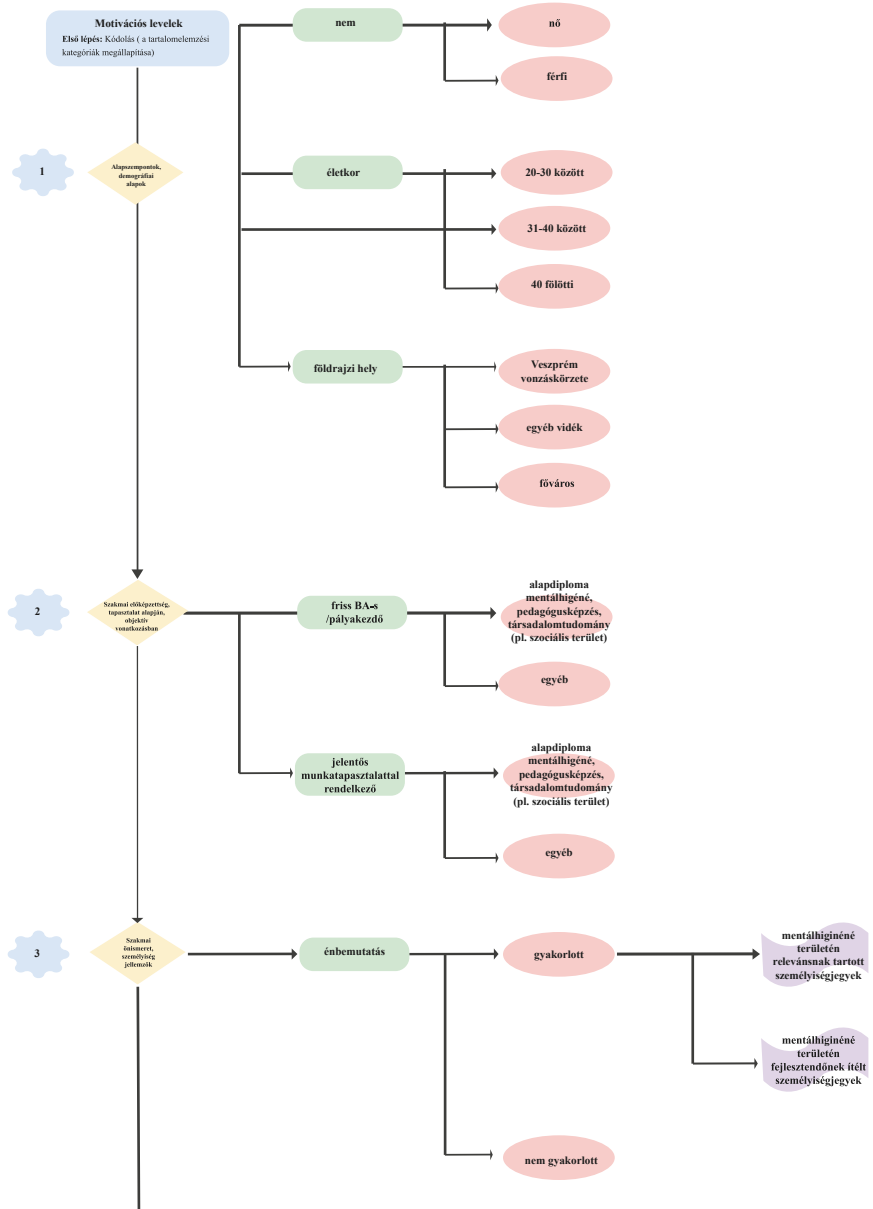 Motivációs levelek
Első lépés: Kódolás ( a tartalomelemzési
kategóriák megállapítása)
1
Alapszempontok,
demográfiai
alapok
nem
nő
férfi
életkor
20-30 között
31-40 között
40 fölötti
földrajzi hely
Veszprém
vonzáskörzete
egyéb vidék
főváros
2
Szakmai előképzettség,
tapasztalat alapján,
objektív
vonatkozásban
friss BA-s
/pályakezdő
alapdiploma
mentálhigéné,
pedagógusképzés,
társadalomtudomány
(pl. szociális terület)
egyéb
jelentős
munkatapasztalattal
rendelkező
alapdiploma
mentálhigéné,
pedagógusképzés,
társadalomtudomány
(pl. szociális terület)
egyéb
3
Szakmai
önismeret,
személyiség
jellemzők
énbemutatás
gyakorlott
mentálhiginéné
területén
relevánsnak tartott
személyiségjegyek
mentálhiginéné
területén
fejlesztendőnek ítélt
személyiségjegyek
nem gyakorlott